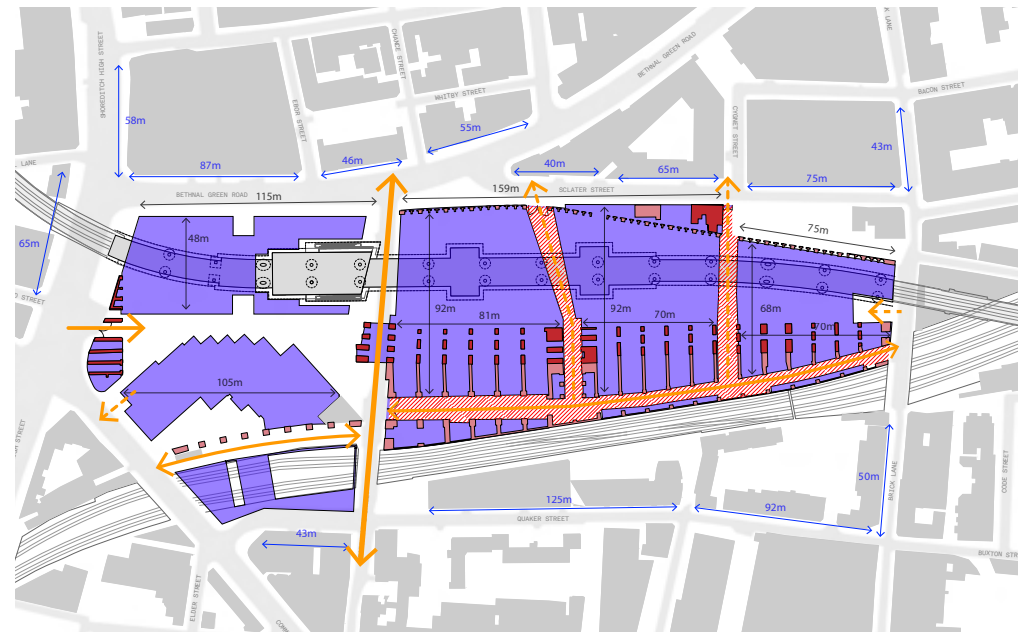 SHOREDITCH HIGH STREET
58m
87m
EBOR STREET
CHANCE STREET
46m
WHITBY STREET
55m
BETHNAL GREEN ROAD
40m
65m
CYGNET STREET
BACON STREET
43m
75m
LANE
BETHNAL GREEN ROAD
115m
159m
SCLATER STREET
65m
48m
75m
STREET
92m
81m
92m
70m
68m
70m
105m
125m
QUAKER STREET
92m
50m
BRICK LANE
CODE STREET
BUXTON STR
43m
ELDER STREET